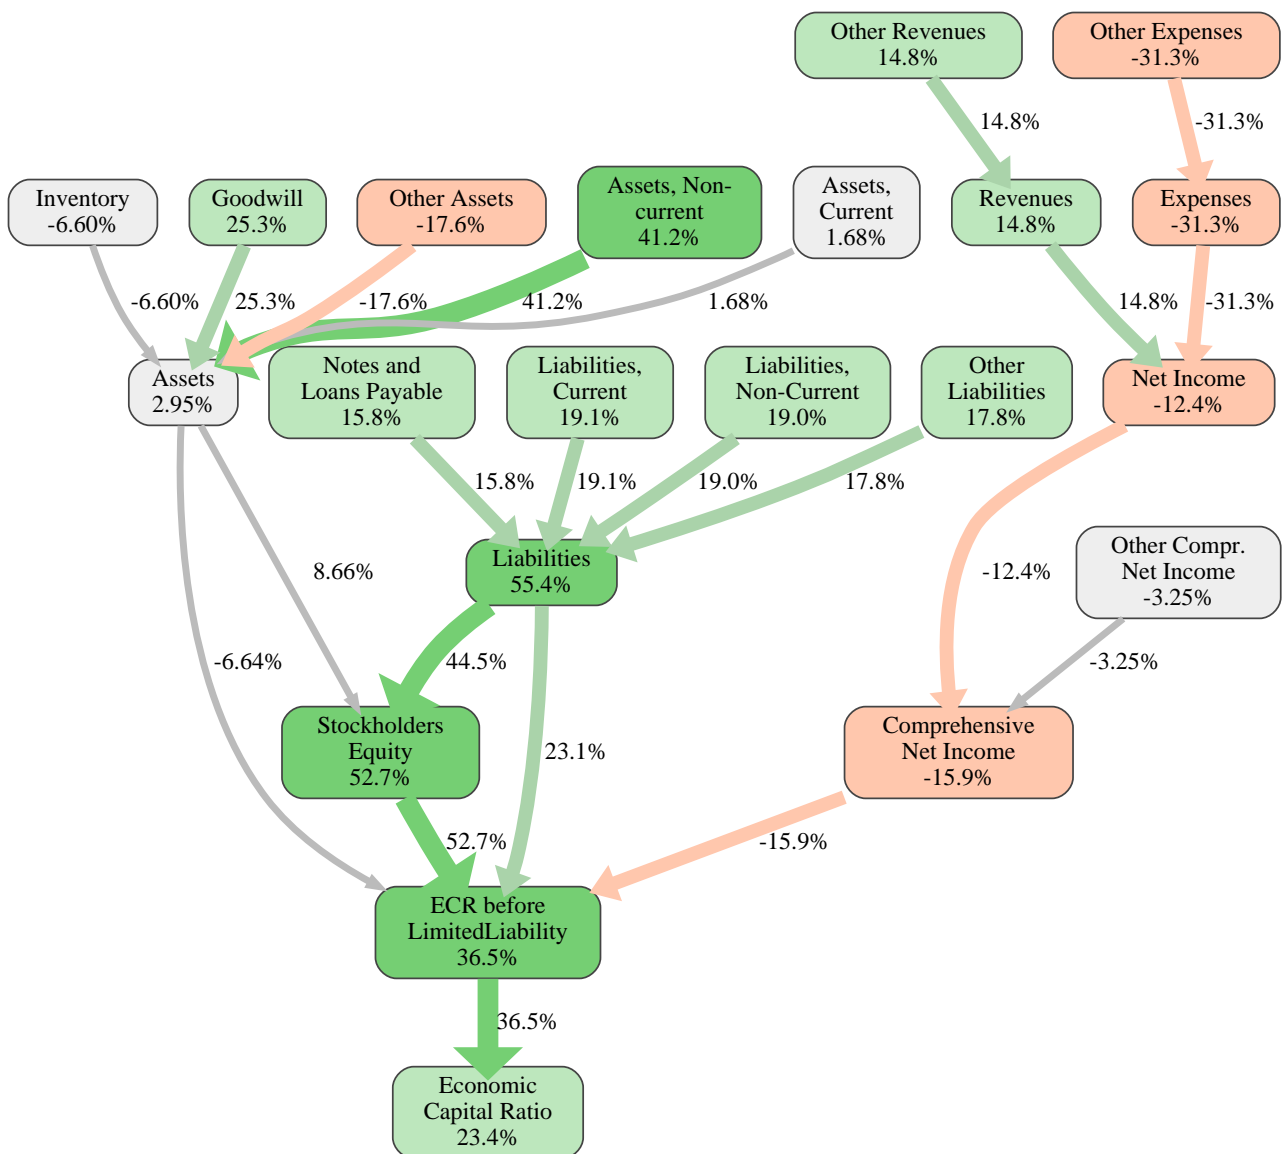 Other Revenues
14.8%
Other Expenses
-31.3%
14.8%
-31.3%
Inventory
-6.60%
Goodwill
25.3%
Other Assets
-17.6%
Assets, Non-
current
41.2%
Assets,
Current
1.68%
Revenues
14.8%
Expenses
-31.3%
-6.60%
25.3%
-17.6%
41.2%
1.68%
14.8%
-31.3%
Assets
2.95%
Notes and
Loans Payable
15.8%
Liabilities,
Current
19.1%
Liabilities,
Non-Current
19.0%
Other
Liabilities
17.8%
Net Income
-12.4%
15.8%
19.1%
19.0%
17.8%
Liabilities
55.4%
8.66%
-12.4%
Other Compr.
Net Income
-3.25%
-6.64%
44.5%
-3.25%
Stockholders
Equity
52.7%
23.1%
Comprehensive
Net Income
-15.9%
52.7%
-15.9%
ECR before
LimitedLiability
36.5%
36.5%
Economic
Capital Ratio
23.4%